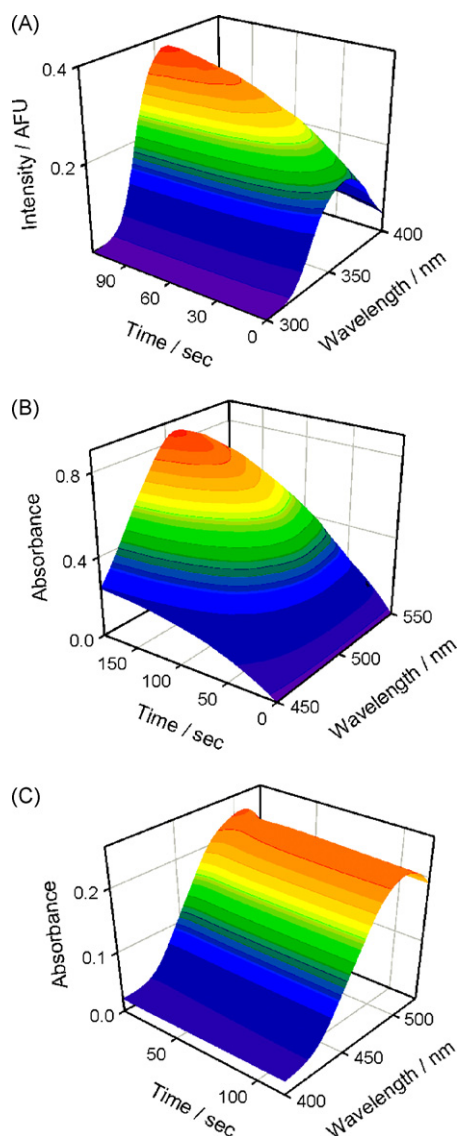 (A)
0.4
0.2
Intensity / AFU
90
60
30
0
Time / sec
300
350
400
Wavelength / nm
(B)
0.8
0.4
0.0
Absorbance
150
100
50
0
Time / sec
450
500
550
Wavelength / nm
(C)
0.2
0.1
0.0
Absorbance
50
100
Time / sec
400
450
500
Wavelength / nm